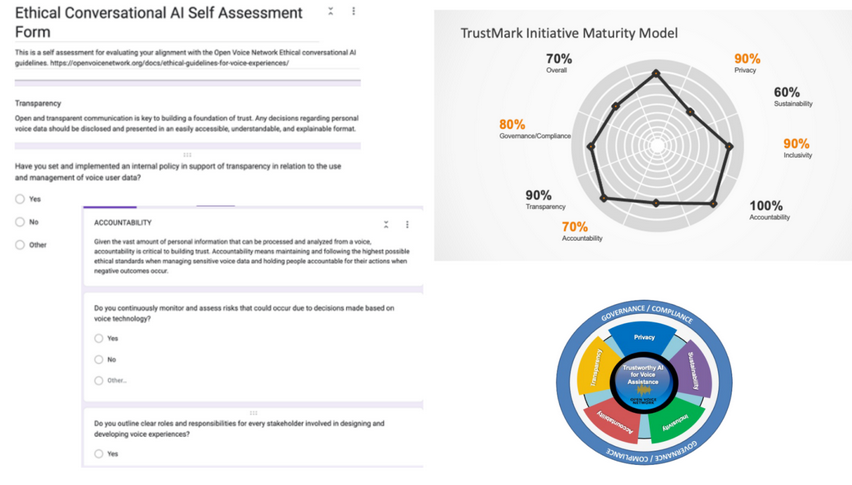 Ethical Conversational AI Self Assessment
Form
This is a self assessment for evaluating your alignment with the Open Voice Network Ethical conversational AI
guidelines. https://openvoicenetwork.org/docs/ethical-guidelines-for-voice-experiences/
Transparency
Open and transparent communication is key to building a foundation of trust. Any decisions regarding personal
voice data should be disclosed and presented in an easily accessible, understandable, and explainable format.
Have you set and implemented an internal policy in support of transparency in relation to the use
and management of voice user data?
Yes
No
Other
ACCOUNTABILITY
Given the vast amount of personal information that can be processed and analyzed from a voice,
accountability is critical to building trust. Accountability means maintaining and following the highest possible
ethical standards when managing sensitive voice data and holding people accountable for their actions when
negative outcomes occur.
Do you continuously monitor and assess risks that could occur due to decisions made based on
voice technology?
Yes
No
Other...
Do you outline clear roles and responsibilities for every stakeholder involved in designing and
developing voice experiences?
Yes
TrustMark Initiative Maturity Model
70%
Overall
90%
Privacy
60%
Sustainability
80%
Governance/Compliance
90%
Inclusivity
90%
Transparency
100%
Accountability
70%
Accountability
GOVERNANCE / COMPLIANCE
Privacy
Transparency
Sustainability
Trustworthy AI
for Voice
Assistance
OPEN VOICE
NETWORK
Accountability
Inclusivity
GOVERNANCE / COMPLIANCE